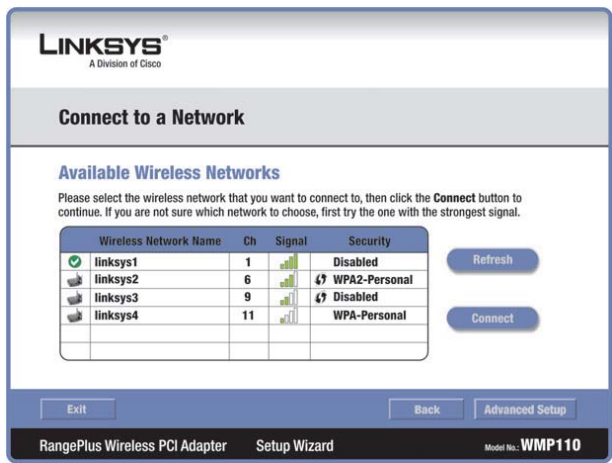 LINKSYS®
A Division of Cisco
Connect to a Network
Available Wireless Networks
Please select the wireless network that you want to connect to, then click the Connect button to
continue. If you are not sure which network to choose, first try the one with the strongest signal.
Wireless Network Name Ch Signal Security
linksys1 1 Disabled
linksys2 6 WPA2-Personal
linksys3 9 Disabled
linksys4 11 WPA-Personal
Refresh
Connect
Exit Back Advanced Setup
RangePlus Wireless PCI Adapter Setup Wizard Model No.: WMP110